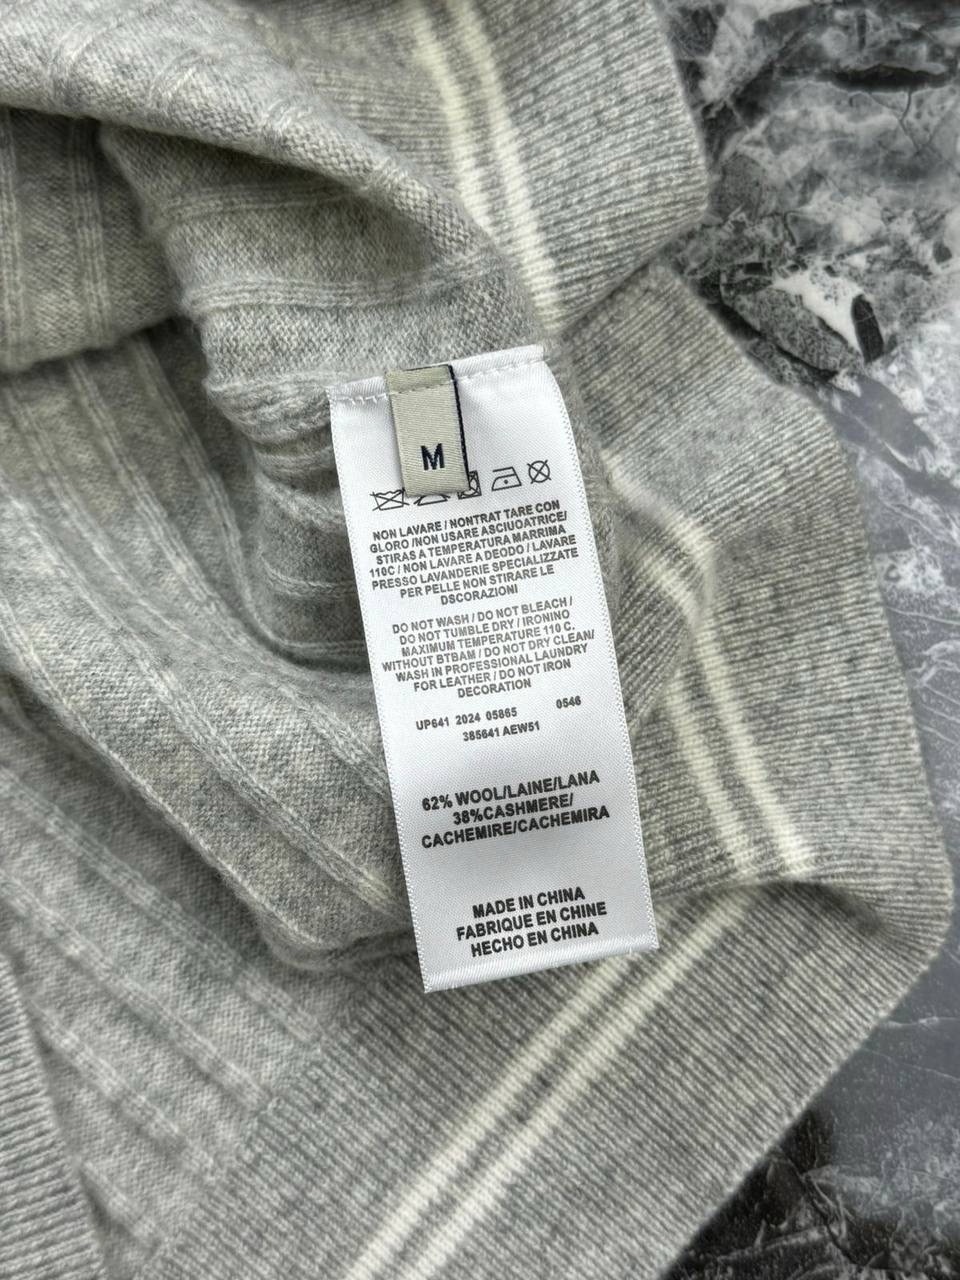 M
NON LAVARE / NONTRAT TARE CON
GLORO /NON USARE ASCIUOATRICE/
STIRAS A TEMPERATURA MARRIMA
110C / NON LAVARE A DEODO / LAVARE
PRESSO LAVANDERIE SPECIALIZZATE
PER PELLE NON STIRARE LE
DSCORAZIONI
DO NOT WASH / DO NOT BLEACH /
DO NOT TUMBLE DRY / IRONINO
MAXIMUM TEMPERATURE 110 C.
WITHOUT BTBAM / DO NOT DRY CLEAN/
WASH IN PROFESSIONAL LAUNDRY
FOR LEATHER / DO NOT IRON
DECORATION
UP641 2024 05865 0546
385641 AEW51
62% WOOL/LAINE/LANA
38%CASHMERE/
CACHEMIRE/CACHEMIRA
MADE IN CHINA
FABRIQUE EN CHINE
HECHO EN CHINA